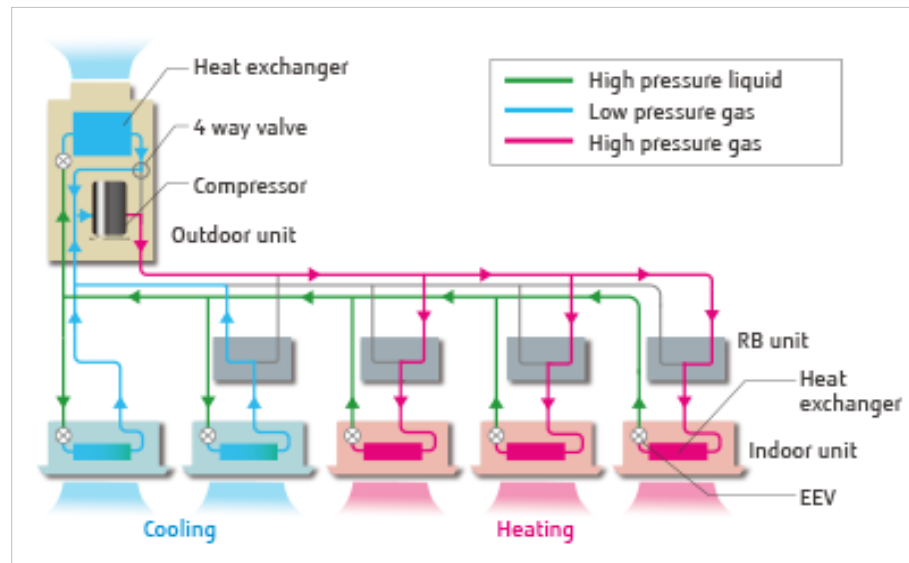 Heat exchanger
4 way valve
Compressor
Outdoor unit
High pressure liquid
Low pressure gas
High pressure gas
RB unit
Heat
exchanger
Indoor unit
EEV
Cooling
Heating